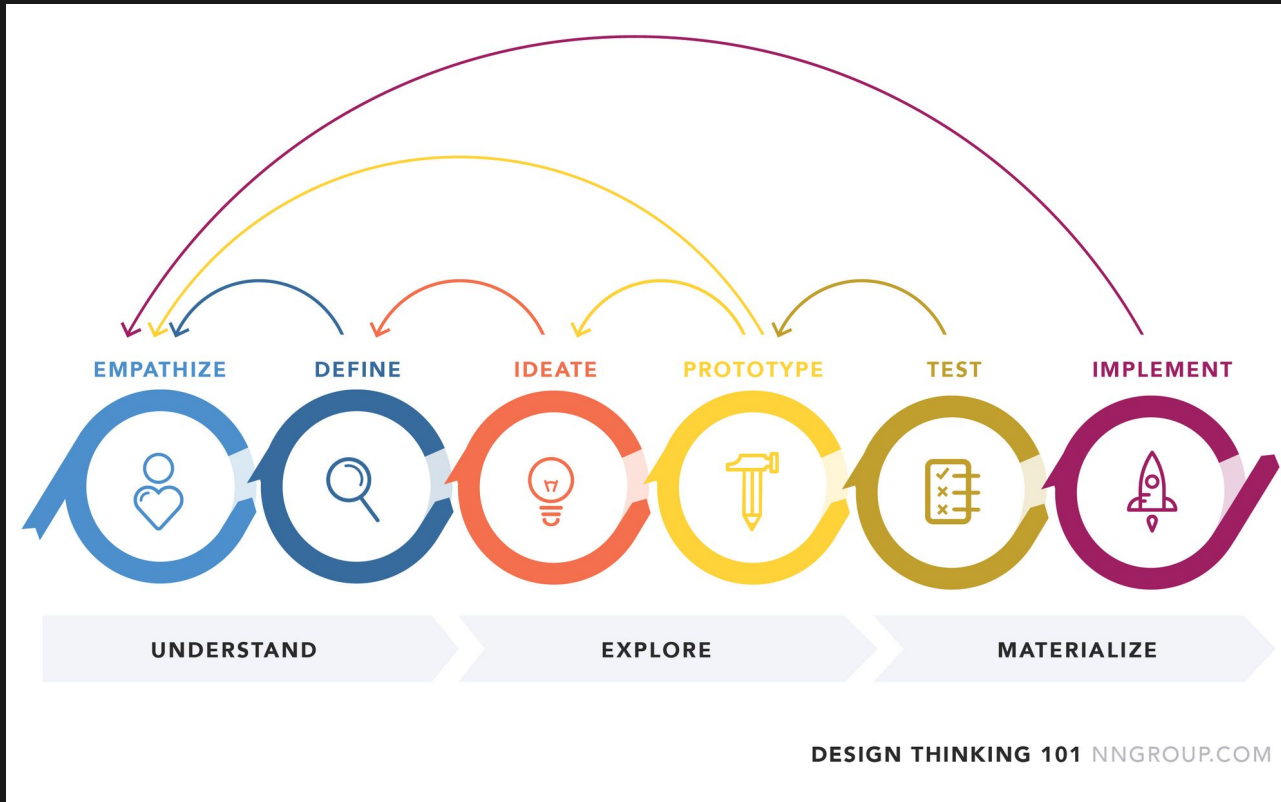 EMPATHIZE DEFINE IDEATE PROTOTYPE TEST IMPLEMENT
UNDERSTAND EXPLORE MATERIALIZE
DESIGN THINKING 101 NNGROUP.COM